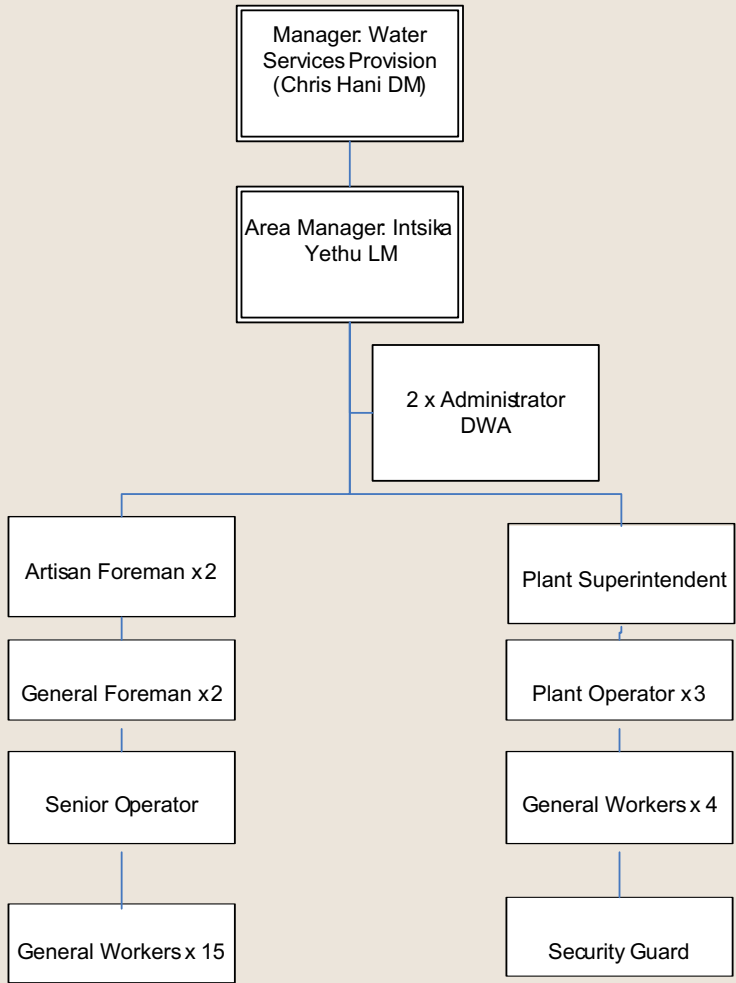 Manager: Water
Services Provision
(Chris Hani DM)
Area Manager: Intsika
Yethu LM
2 x Administrator
DWA
Artisan Foreman x2
Plant Superintendent
General Foreman x2
Plant Operator x3
Senior Operator
General Workers x 4
General Workers x 15
Security Guard